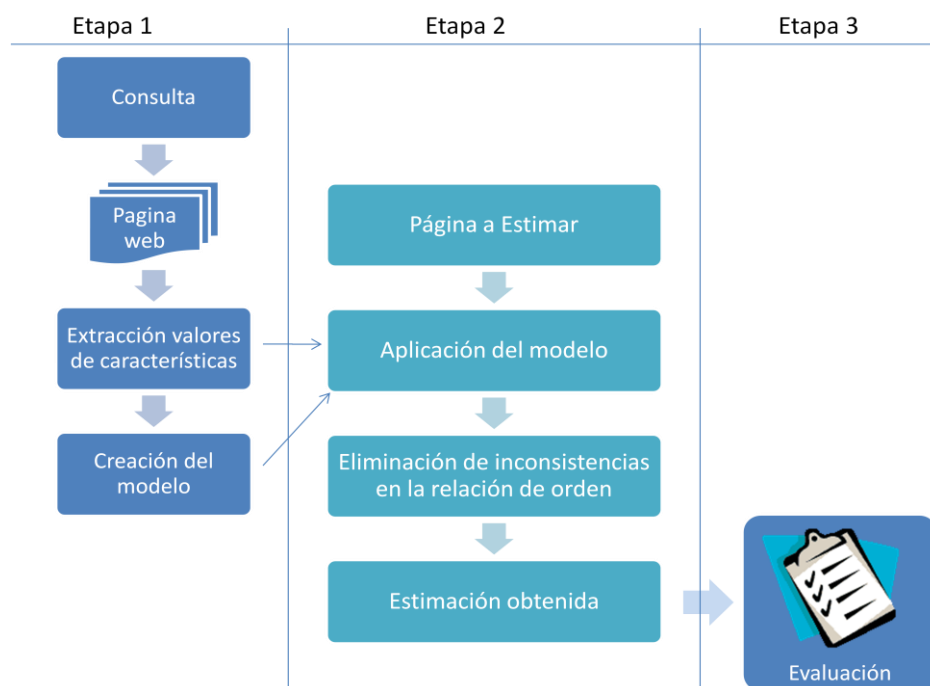 Etapa 1
Etapa 2
Etapa 3
Consulta
Pagina
web
Extracción valores
de características
Creación del
modelo
Página a Estimar
Aplicación del modelo
Eliminación de inconsistencias
en la relación de orden
Estimación obtenida
Evaluación